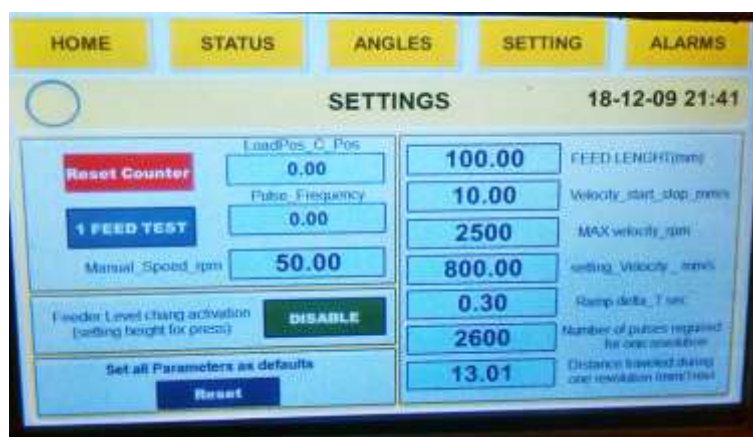 HOME STATUS ANGLES SETTING ALARMS
SETTINGS 18-12-09 21:41
LoadPos_C_Pos
Reset Counter 0.00
Pulse_Frequency
1 FEED TEST 0.00
Manual_Speed_rpm 50.00
Feeder Level chang activation
(setting height for press)
DISABLE
Set all Parameters as defaults
Reset
100.00 FEED LENGHT(mm)
10.00 Velocity_start_stop_mm/s
2500 MAX velocity_rpm
800.00 setting_Velocity_mm/s
0.30 Ramp delta_T sec
2600 Number of pulses required
for one revolution
13.01 Distance traveled during
one revolution (mm/1rev)